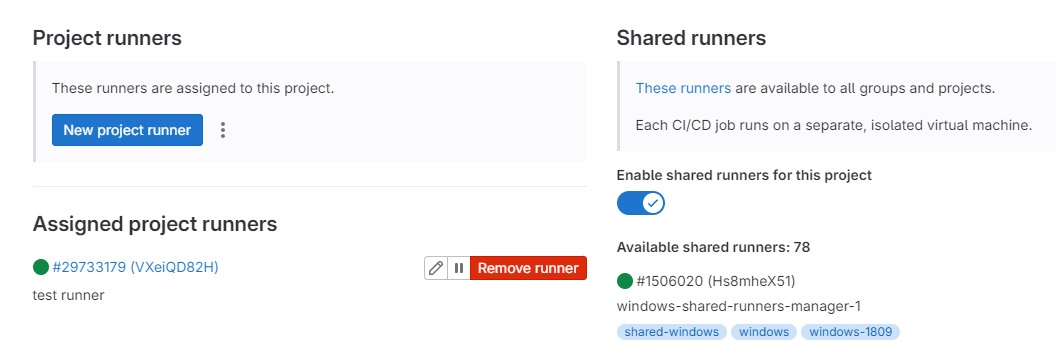 Project runners
These runners are assigned to this project.
New project runner
Assigned project runners
#29733179 (VXeiQD82H)
Remove runner
test runner
Shared runners
These runners are available to all groups and projects.
Each CI/CD job runs on a separate, isolated virtual machine.
Enable shared runners for this project
Available shared runners: 78
#1506020 (Hs8mheX51)
windows-shared-runners-manager-1
shared-windows windows windows-1809